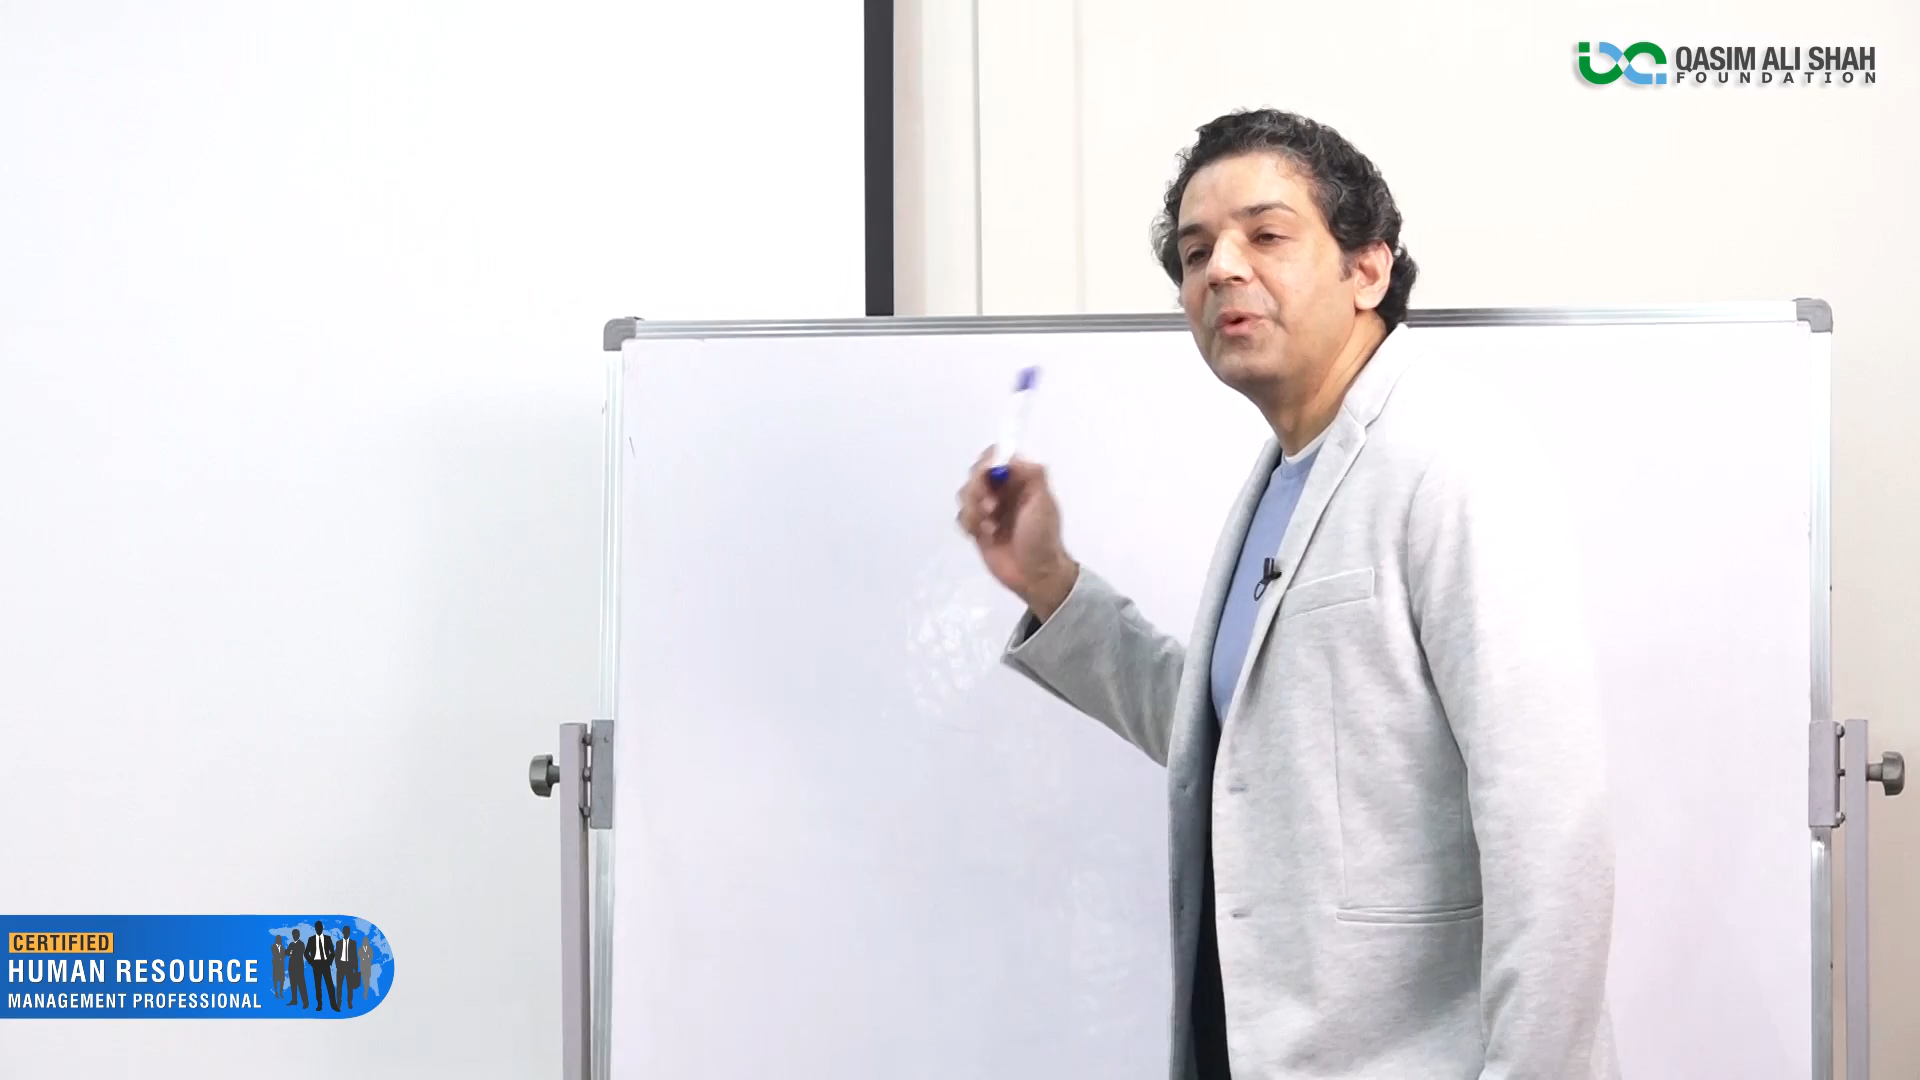 QASIM ALI SHAH
FOUNDATION
CERTIFIED
HUMAN RESOURCE
MANAGEMENT PROFESSIONAL